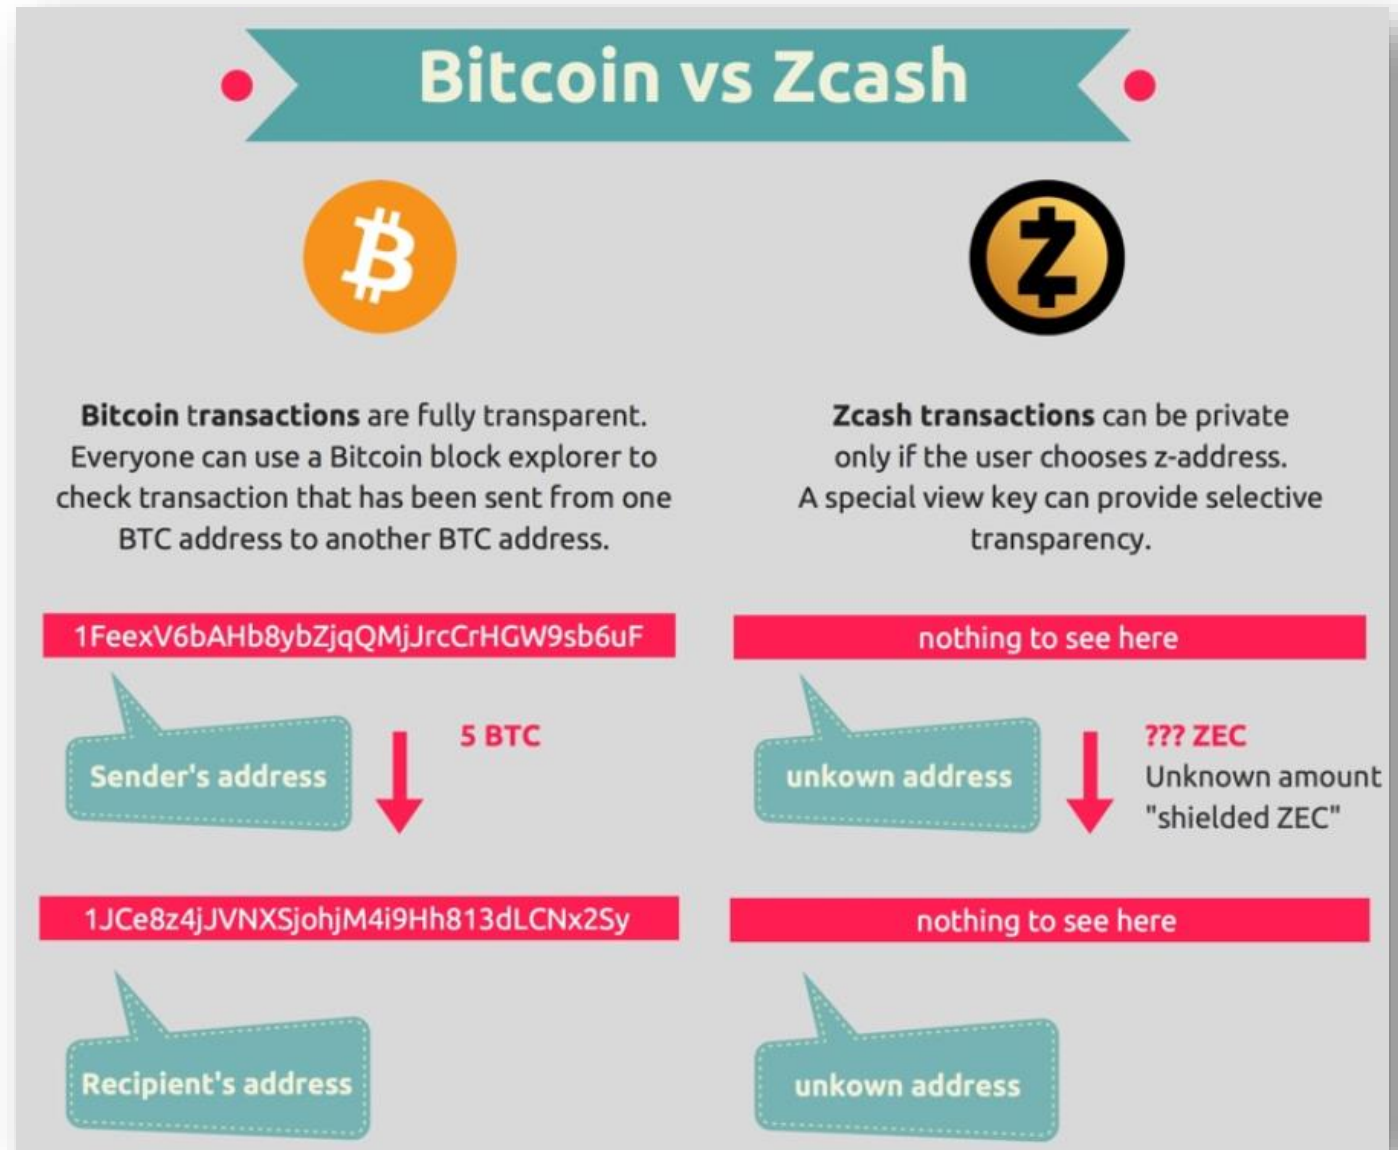 Bitcoin vs Zcash
Bitcoin transactions are fully transparent.
Everyone can use a Bitcoin block explorer to
check transaction that has been sent from one
BTC address to another BTC address.
1FeexV6bAHb8ybZjqQMjJrcCrHGW9sb6uF
Sender's address
5 BTC
1JCe8z4jJVNXSjohjM4i9Hh813dLCNx2Sy
Recipient's address
Zcash transactions can be private
only if the user chooses z-address.
A special view key can provide selective
transparency.
nothing to see here
unkown address
??? ZEC
Unknown amount
"shielded ZEC"
nothing to see here
unkown address